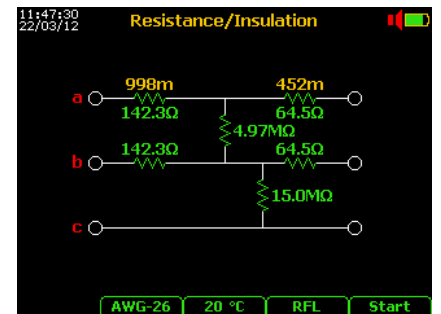 11:47:30
22/03/12
Resistance/Insulation
998m
452m
a
142.3Ω
64.5Ω
4.97MΩ
142.3Ω
64.5Ω
b
15.0MΩ
c
AWG-26
20 °C
RFL
Start